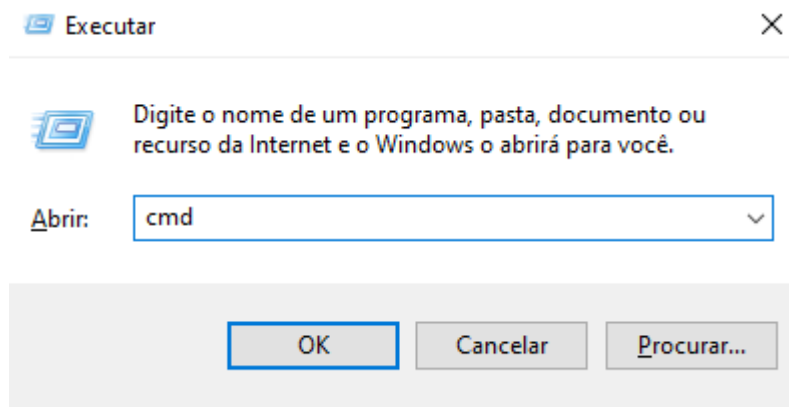 Executar
Digite o nome de um programa, pasta, documento ou
recurso da Internet e o Windows o abrirá para você.
Abrir: cmd
OK Cancelar Procurar...